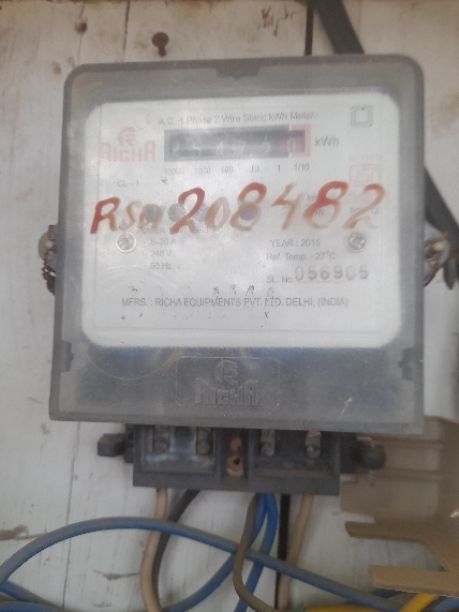 A.C. 1 Phase 2 Wire Static kWh Meter
RICHA
kWh
10000 1000 100 10 1 1/10
CL.-1
208482
5-20 A
240 V
50 Hz
YEAR : 2015
Ref. Temp. - 27°C
SL. No. 056905
MFRS. : RICHA EQUIPMENTS PVT. LTD. DELHI, (INDIA)
RICHA